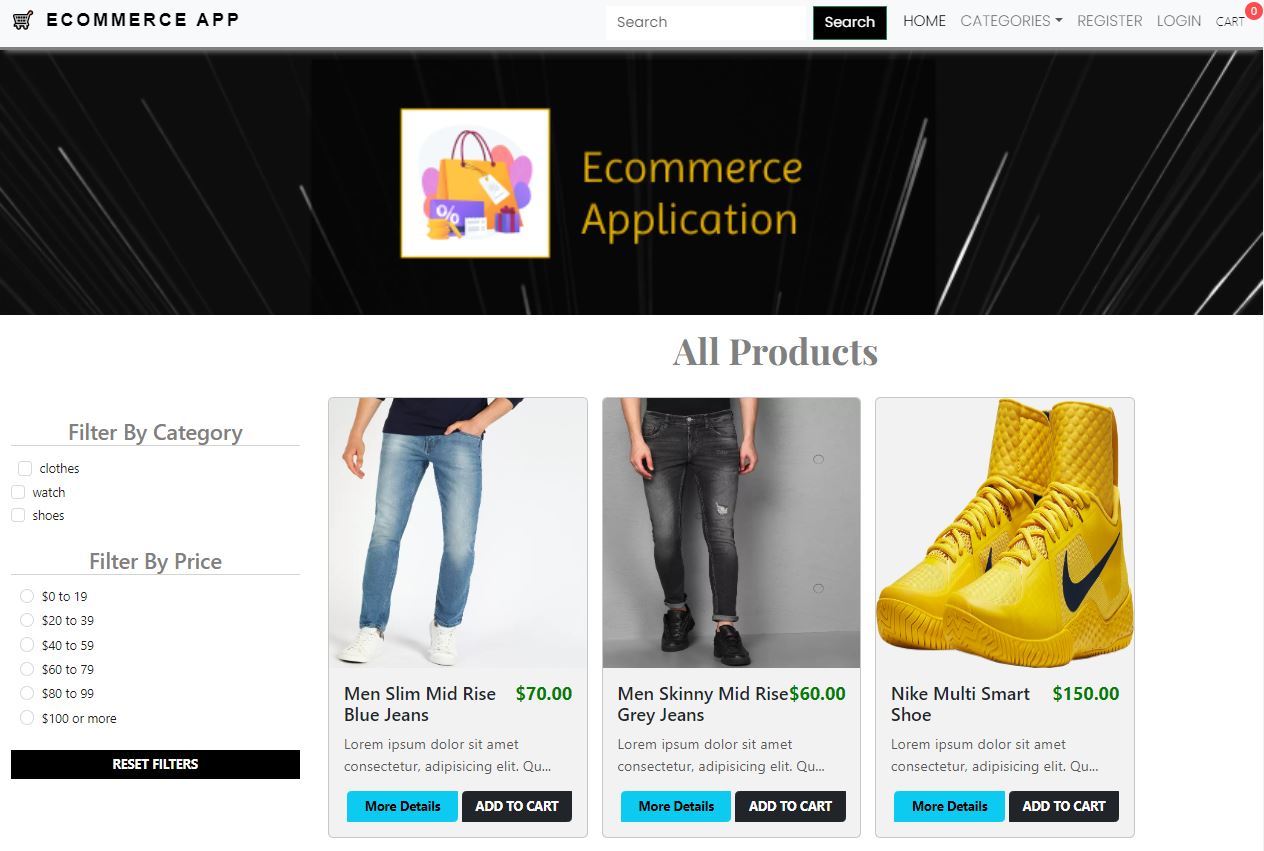 ECOMMERCE APP
Search
Search
HOME
CATEGORIES
REGISTER
LOGIN
CART
0
%
Ecommerce
Application
All Products
Filter By Category
clothes
watch
shoes
Filter By Price
$0 to 19
$20 to 39
$40 to 59
$60 to 79
$80 to 99
$100 or more
RESET FILTERS
Men Slim Mid Rise
Blue Jeans
$70.00
Lorem ipsum dolor sit amet
consectetur, adipisicing elit. Qu...
More Details
ADD TO CART
Men Skinny Mid Rise
Grey Jeans
$60.00
Lorem ipsum dolor sit amet
consectetur, adipisicing elit. Qu...
More Details
ADD TO CART
Nike Multi Smart
Shoe
$150.00
Lorem ipsum dolor sit amet
consectetur, adipisicing elit. Qu...
More Details
ADD TO CART